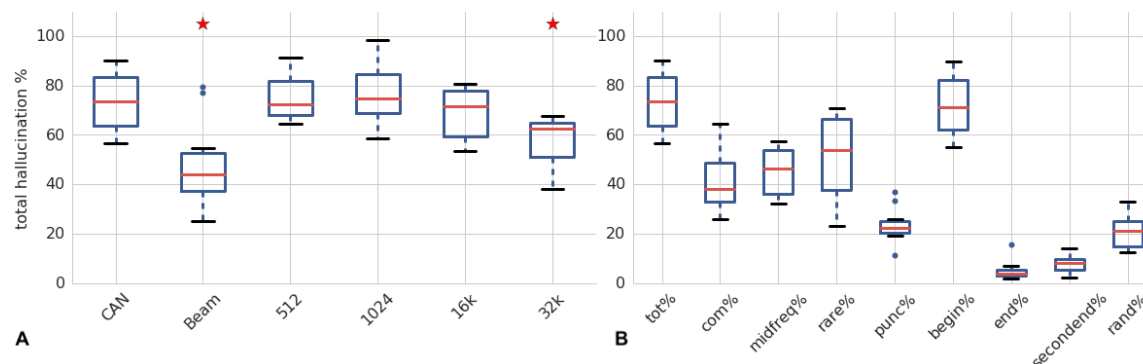 total hallucination %
100
80
60
40
20
0
CAN
Beam
512
1024
16k
32k
A
100
80
60
40
20
0
tot%
com%
midfreq%
rare%
punc%
begin%
end%
secondend%
rand%
B